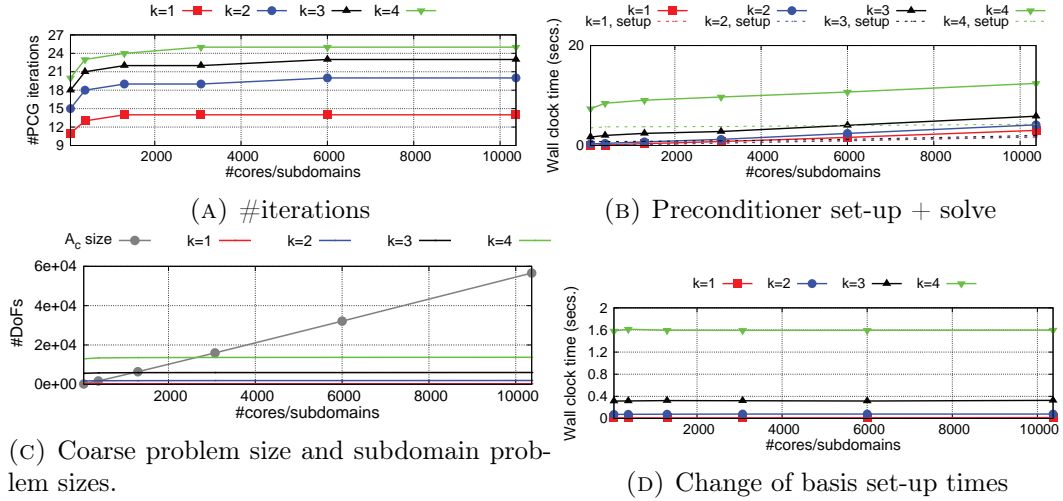 k=1 k=2 k=3 k=4
27
24
21
18
15
12
9
#PCG iterations
2000 4000 6000 8000 10000
#cores/subdomains
(A) #iterations
k=1 k=2 k=3 k=4
k=1, setup k=2, setup k=3, setup k=4, setup
20
0
Wall clock time (secs.)
2000 4000 6000 8000 10000
#cores/subdomains
(B) Preconditioner set-up + solve
A_c size k=1 k=2 k=3 k=4
6e+04
4e+04
2e+04
0e+00
#DoFs
2000 4000 6000 8000 10000
#cores/subdomains
(C) Coarse problem size and subdomain prob-
lem sizes.
k=1 k=2 k=3 k=4
2
1.6
1.2
0.8
0.4
0
Wall clock time (secs.)
2000 4000 6000 8000 10000
#cores/subdomains
(D) Change of basis set-up times